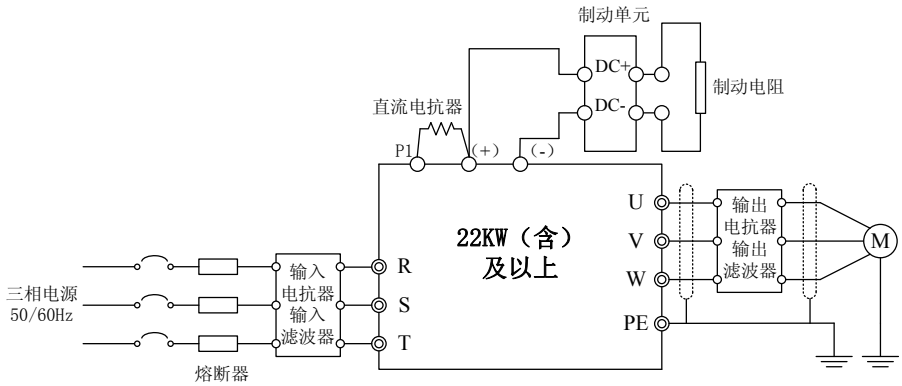 制动单元
DC+
DC-
制动电阻
直流电抗器
P1
(+)
(-)
22KW（含）
及以上
U
V
W
PE
输出
电抗器
输出
滤波器
M
三相电源
50/60Hz
熔断器
输入
电抗器
输入
滤波器
R
S
T